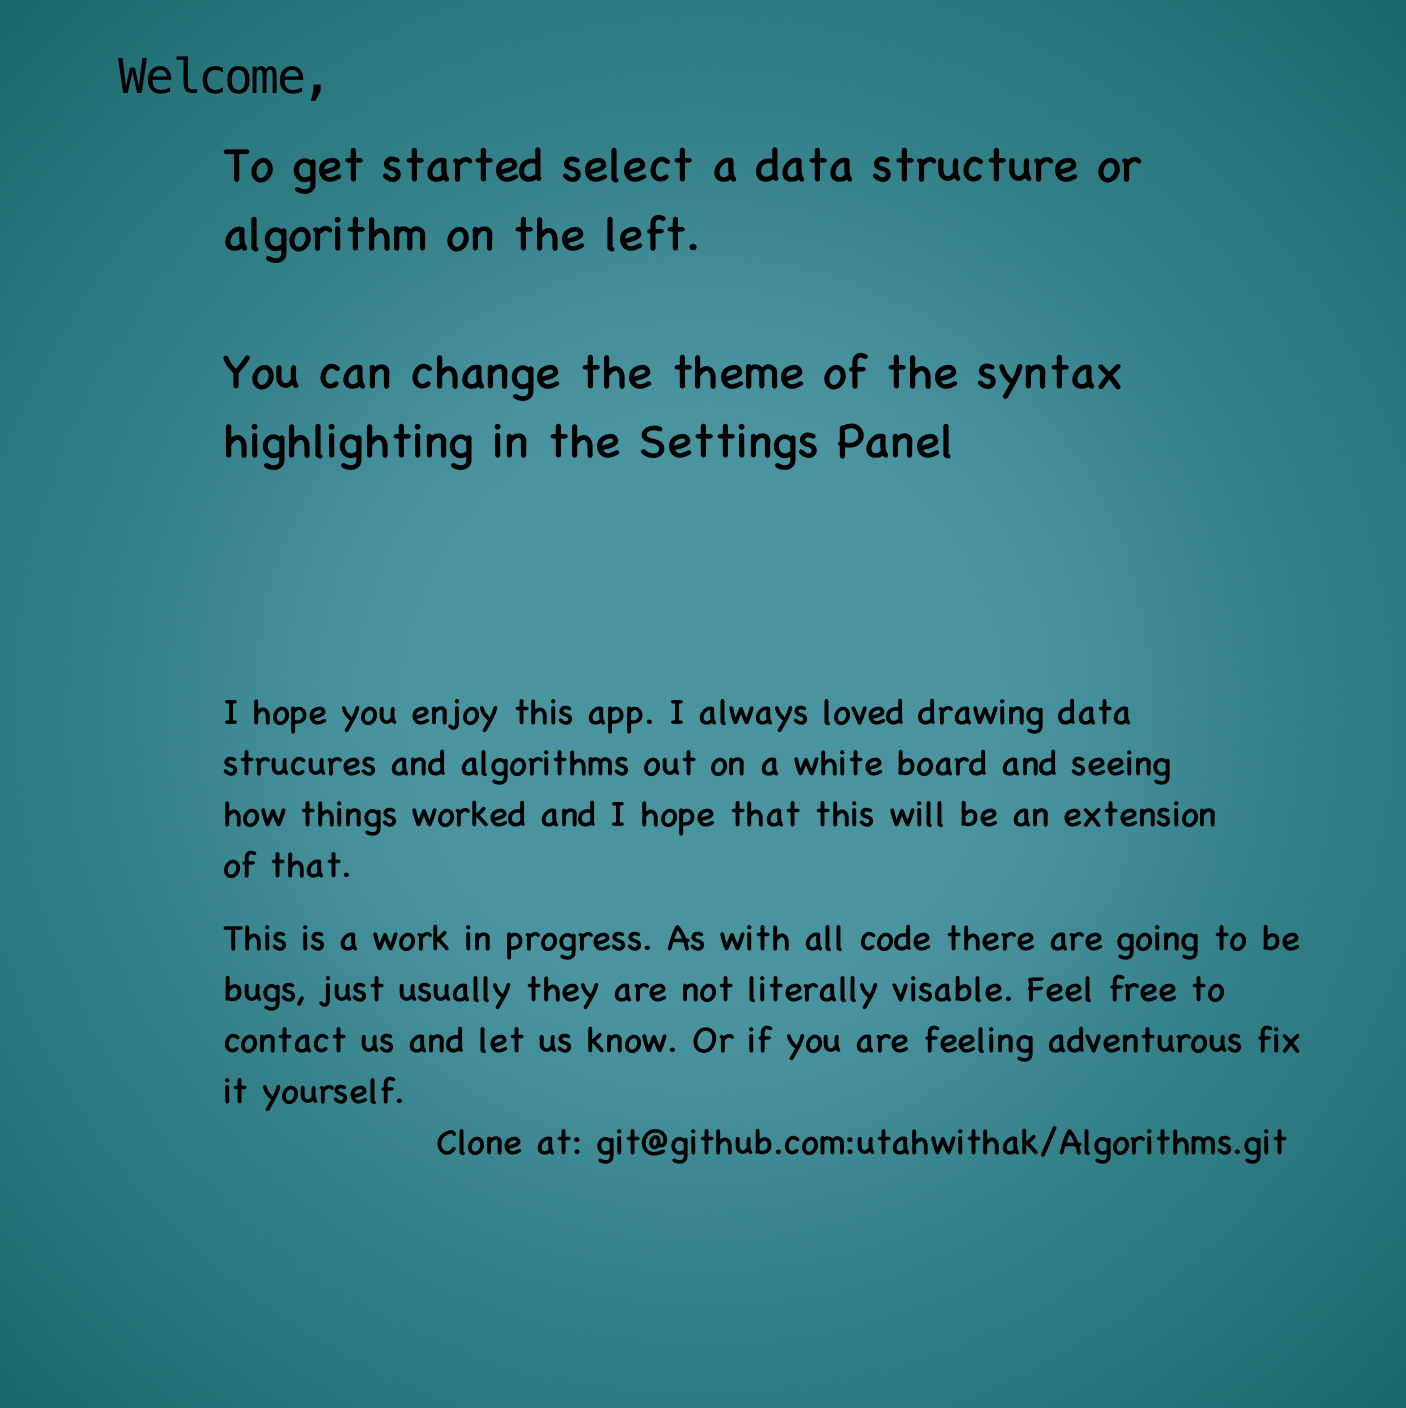 Welcome,
To get started select a data structure or
algorithm on the left.
You can change the theme of the syntax
highlighting in the Settings Panel
I hope you enjoy this app. I always loved drawing data
strucures and algorithms out on a white board and seeing
how things worked and I hope that this will be an extension
of that.
This is a work in progress. As with all code there are going to be
bugs, just usually they are not literally visable. Feel free to
contact us and let us know. Or if you are feeling adventurous fix
it yourself.
Clone at: git@github.com:utahwithak/Algorithms.git